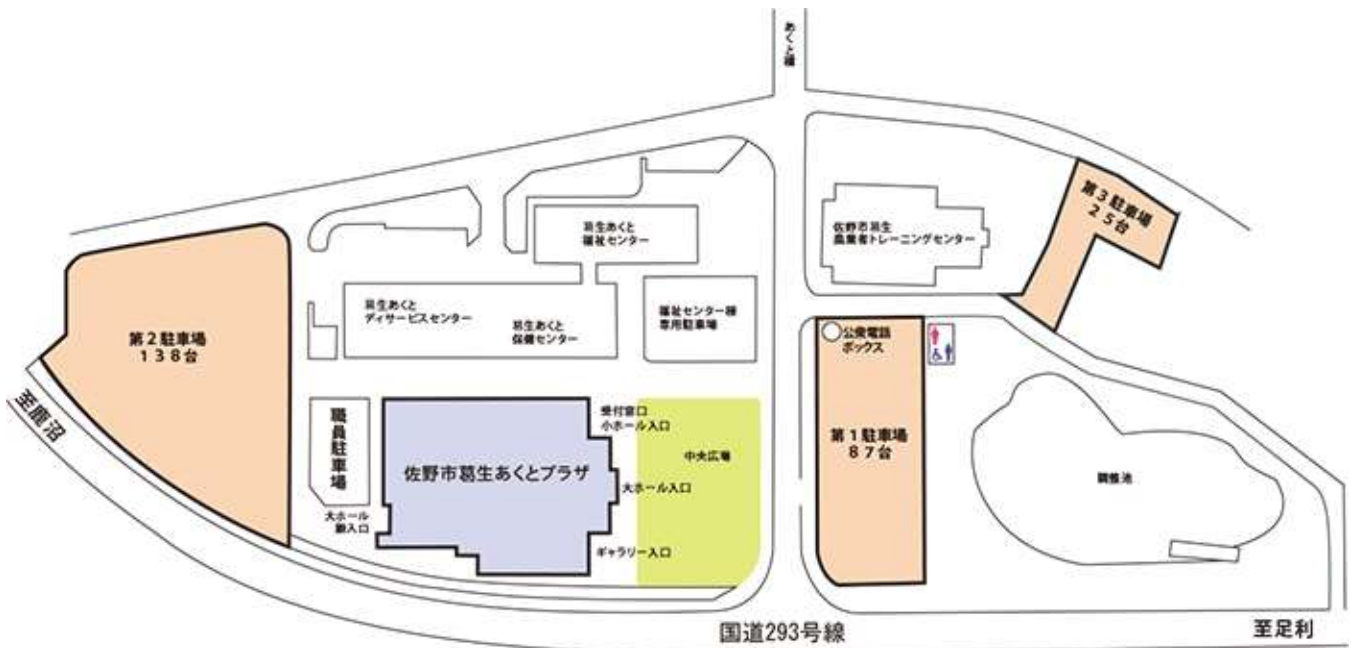 あくと橋
第3駐車場
25台
葛生あくと
福祉センター
佐野市葛生
農業者トレーニングセンター
葛生あくと
デイサービスセンター
葛生あくと
保健センター
福祉センター棟
専用駐車場
公衆電話
ボックス
第2駐車場
138台
至鹿沼
職員駐車場
佐野市葛生あくとプラザ
受付窓口
小ホール入口
中央広場
大ホール入口
第1駐車場
87台
調整池
大ホール
ギャラリー入口
国道293号線
至足利